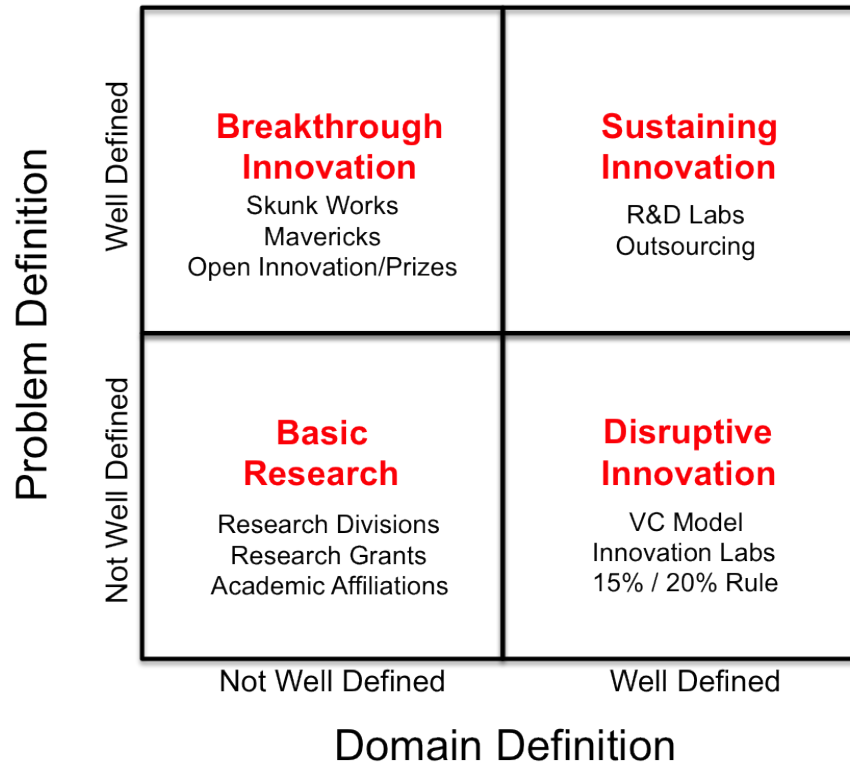 Problem Definition
Well Defined
Breakthrough
Innovation
Skunk Works
Mavericks
Open Innovation/Prizes
Sustaining
Innovation
R&D Labs
Outsourcing
Not Well Defined
Basic
Research
Research Divisions
Research Grants
Academic Affiliations
Disruptive
Innovation
VC Model
Innovation Labs
15% / 20% Rule
Not Well Defined
Well Defined
Domain Definition